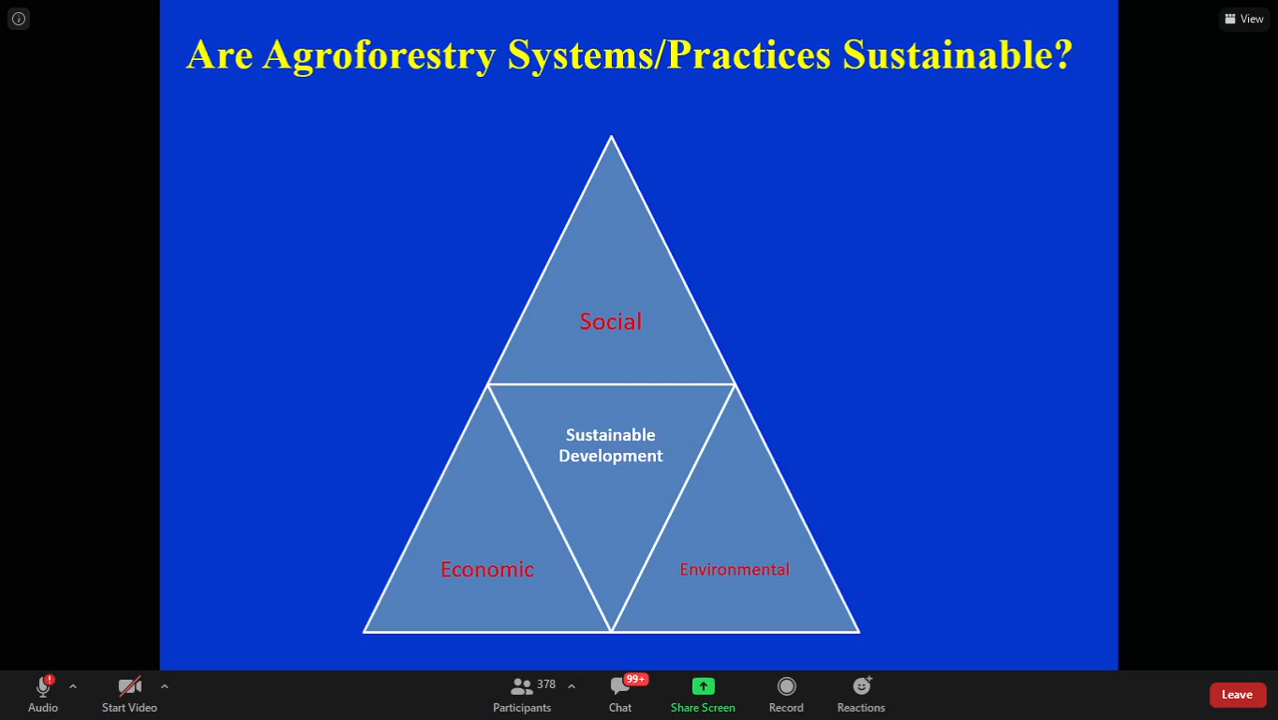 View
Are Agroforestry Systems/Practices Sustainable?
Social
Sustainable
Development
Economic
Environmental
Audio
Start Video
378
Participants
99+
Chat
Share Screen
Record
Reactions
Leave